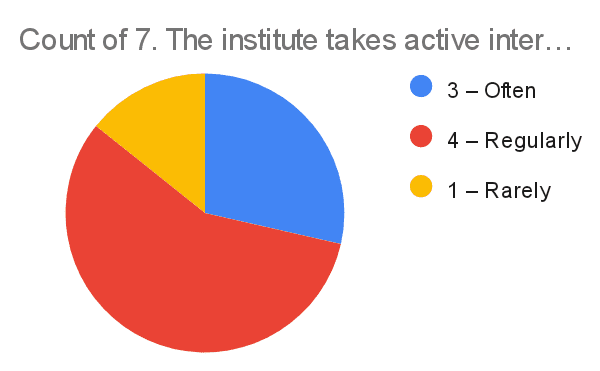 Count of 7. The institute takes active inter…
3 – Often
4 – Regularly
1 – Rarely